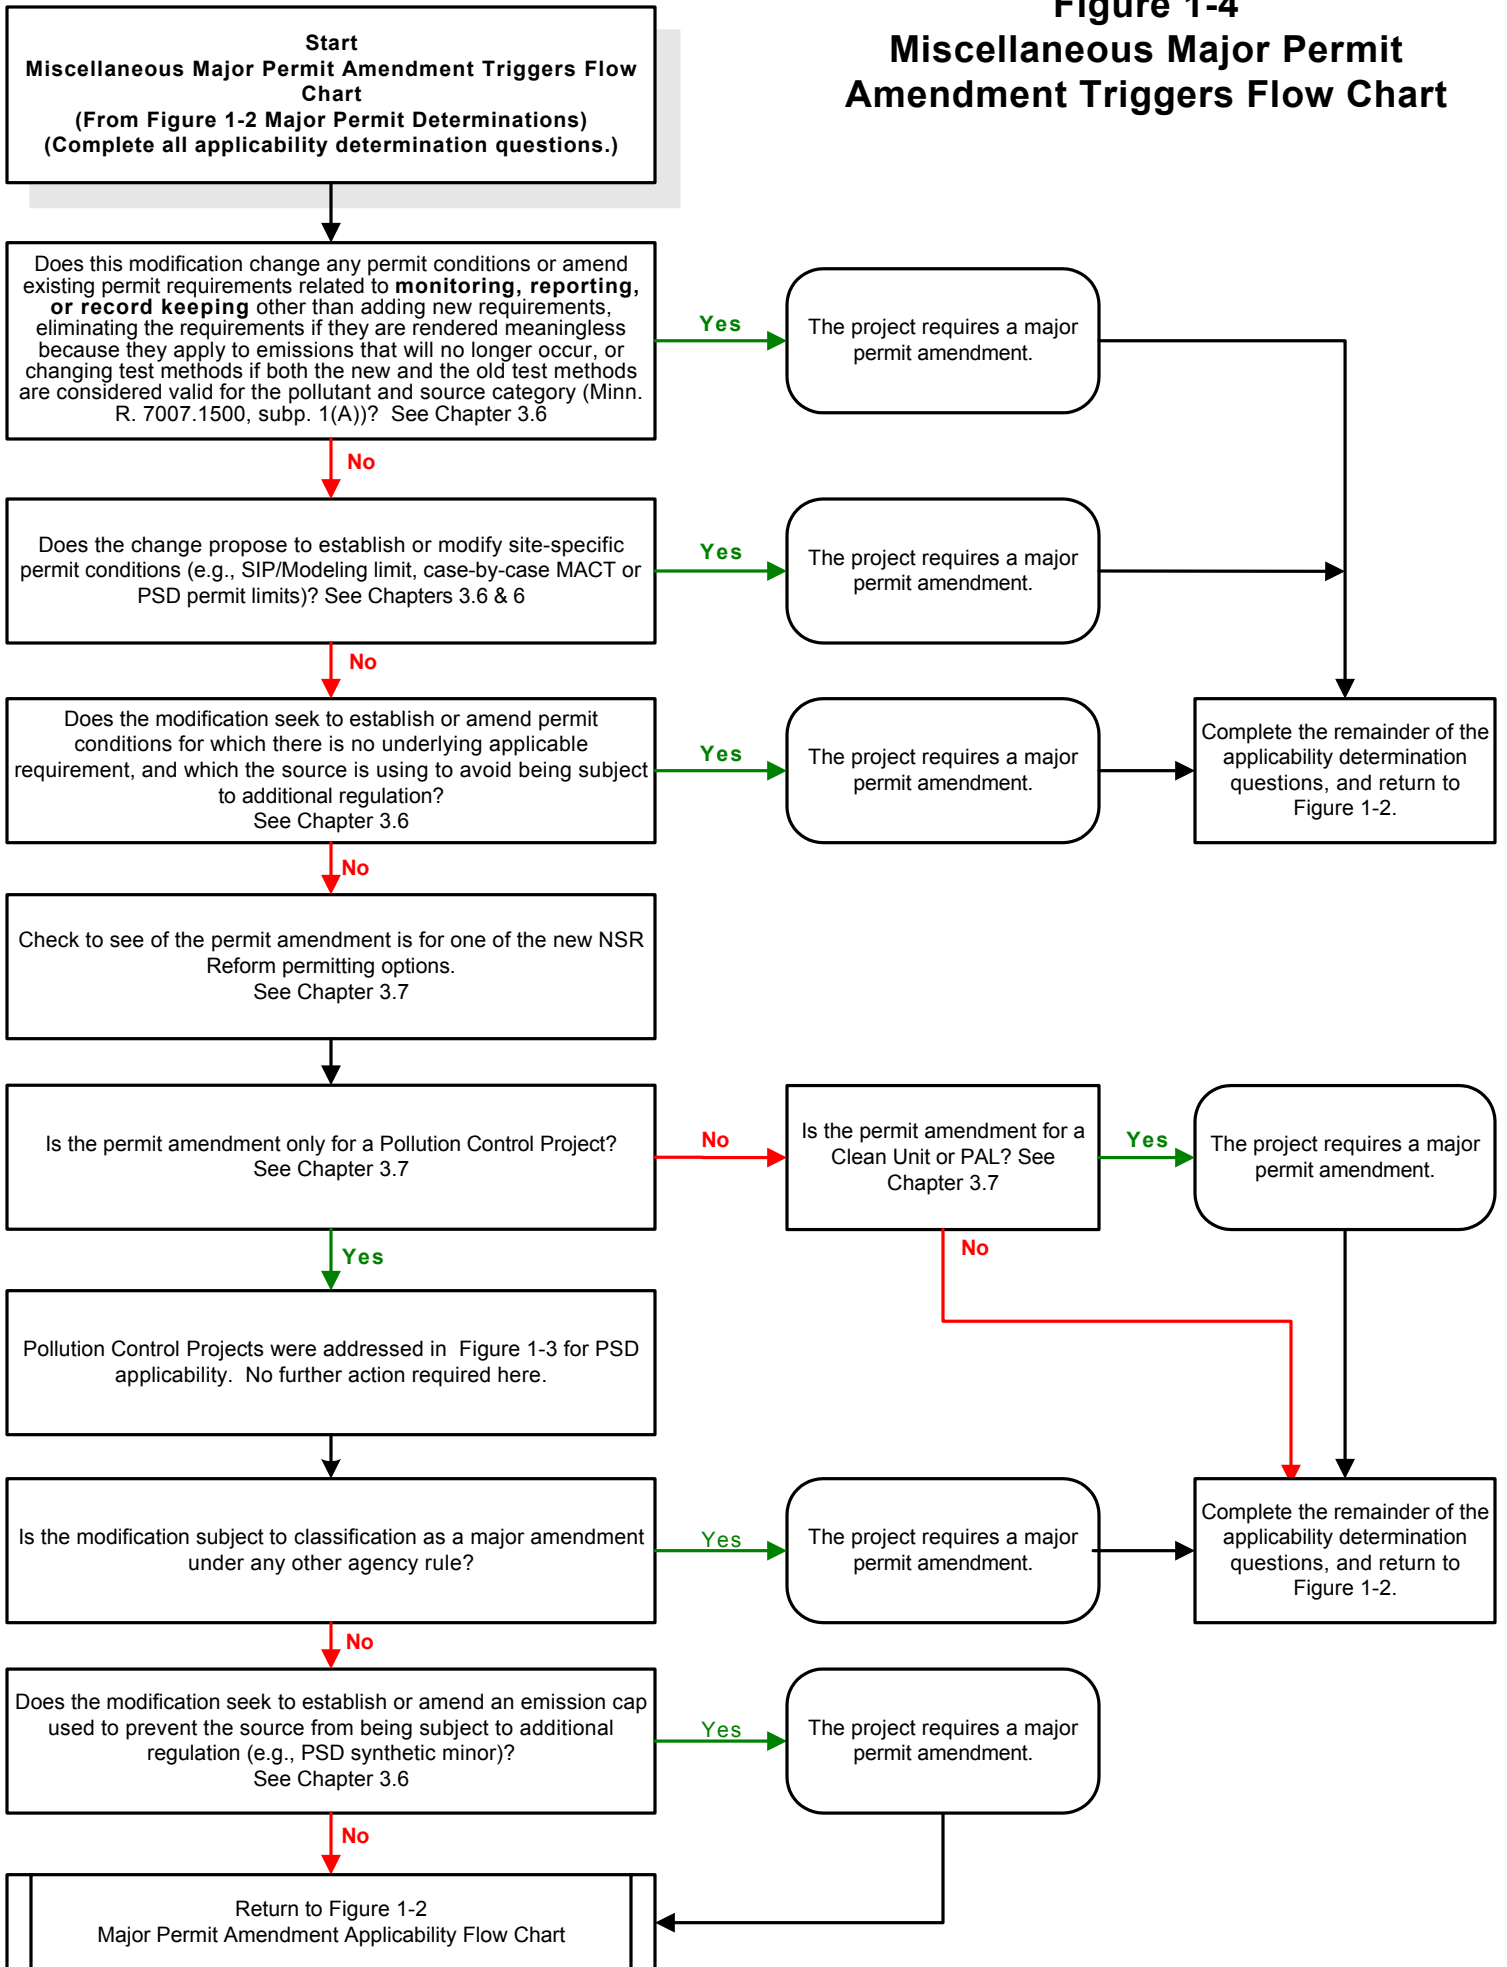 Figure 1-4
Miscellaneous Major Permit
Amendment Triggers Flow Chart
Start
Miscellaneous Major Permit Amendment Triggers Flow
Chart
(From Figure 1-2 Major Permit Determinations)
(Complete all applicability determination questions.)
Does this modification change any permit conditions or amend
existing permit requirements related to monitoring, reporting,
or record keeping other than adding new requirements,
eliminating the requirements if they are rendered meaningless
because they apply to emissions that will no longer occur, or
changing test methods if both the new and the old test methods
are considered valid for the pollutant and source category (Minn.
R. 7007.1500, subp. 1(A))? See Chapter 3.6
Yes
The project requires a major
permit amendment.
No
Does the change propose to establish or modify site-specific
permit conditions (e.g., SIP/Modeling limit, case-by-case MACT or
PSD permit limits)? See Chapters 3.6 & 6
Yes
The project requires a major
permit amendment.
No
Does the modification seek to establish or amend permit
conditions for which there is no underlying applicable
requirement, and which the source is using to avoid being subject
to additional regulation?
See Chapter 3.6
Yes
The project requires a major
permit amendment.
Complete the remainder of the
applicability determination
questions, and return to
Figure 1-2.
No
Check to see of the permit amendment is for one of the new NSR
Reform permitting options.
See Chapter 3.7
Is the permit amendment only for a Pollution Control Project?
See Chapter 3.7
No
Is the permit amendment for a
Clean Unit or PAL? See
Chapter 3.7
Yes
The project requires a major
permit amendment.
No
Yes
Pollution Control Projects were addressed in Figure 1-3 for PSD
applicability. No further action required here.
Is the modification subject to classification as a major amendment
under any other agency rule?
Yes
The project requires a major
permit amendment.
Complete the remainder of the
applicability determination
questions, and return to
Figure 1-2.
No
Does the modification seek to establish or amend an emission cap
used to prevent the source from being subject to additional
regulation (e.g., PSD synthetic minor)?
See Chapter 3.6
Yes
The project requires a major
permit amendment.
No
Return to Figure 1-2
Major Permit Amendment Applicability Flow Chart